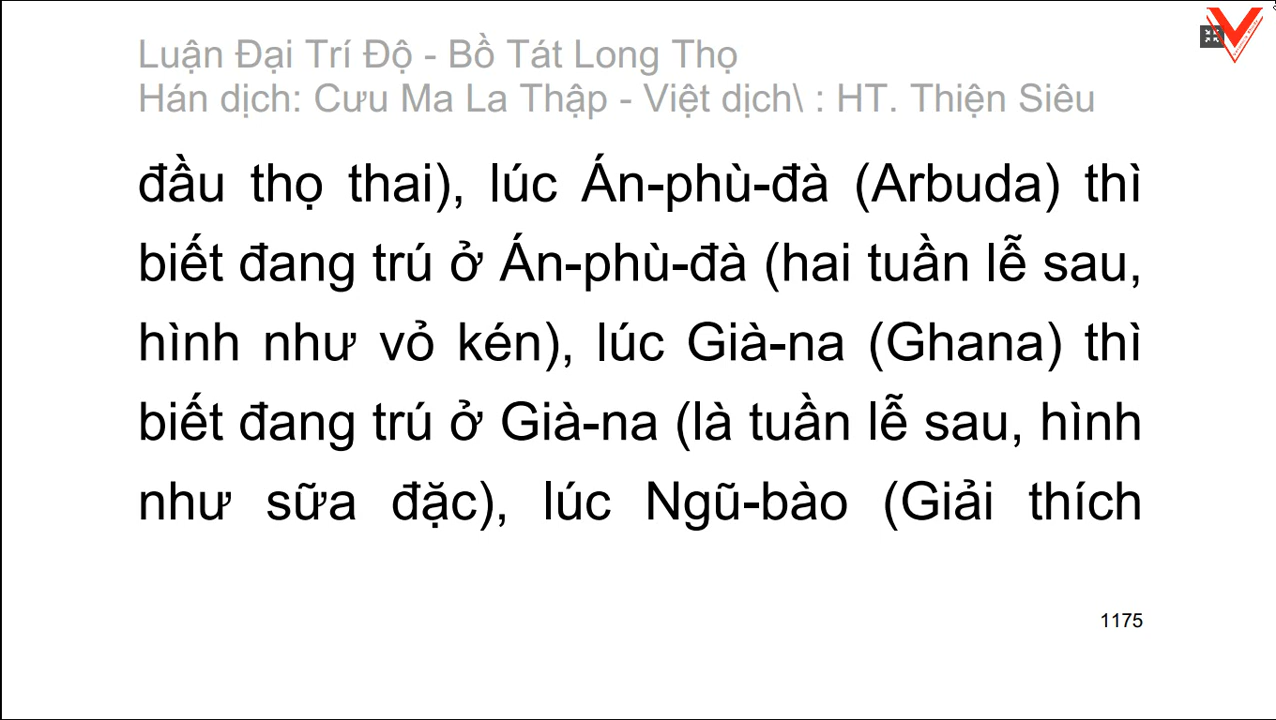 Luận Đại Trí Độ - Bồ Tát Long Thọ
Hán dịch: Cưu Ma La Thập - Việt dịch\ : HT. Thiện Siêu
đầu thọ thai), lúc Án-phù-đà (Arbuda) thì
biết đang trú ở Án-phù-đà (hai tuần lễ sau,
hình như vỏ kén), lúc Già-na (Ghana) thì
biết đang trú ở Già-na (là tuần lễ sau, hình
như sữa đặc), lúc Ngũ-bào (Giải thích
1175